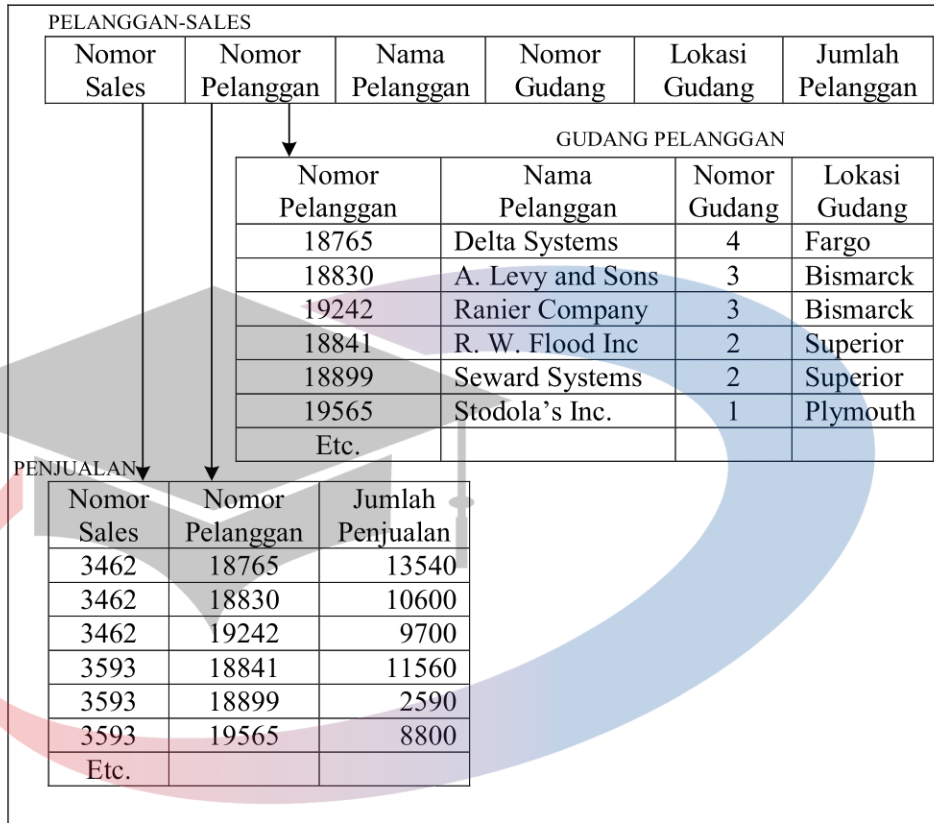 PELANGGAN-SALES
Nomor Nomor Nama Nomor Lokasi Jumlah
Sales Pelanggan Pelanggan Gudang Gudang Pelanggan
GUDANG PELANGGAN
Nomor Nama Nomor Lokasi
Pelanggan Pelanggan Gudang Gudang
18765 Delta Systems 4 Fargo
18830 A. Levy and Sons 3 Bismarck
19242 Ranier Company 3 Bismarck
18841 R. W. Flood Inc 2 Superior
18899 Seward Systems 2 Superior
19565 Stodola’s Inc. 1 Plymouth
Etc.
PENJUALAN
Nomor Nomor Jumlah
Sales Pelanggan Penjualan
3462 18765 13540
3462 18830 10600
3462 19242 9700
3593 18841 11560
3593 18899 2590
3593 19565 8800
Etc.